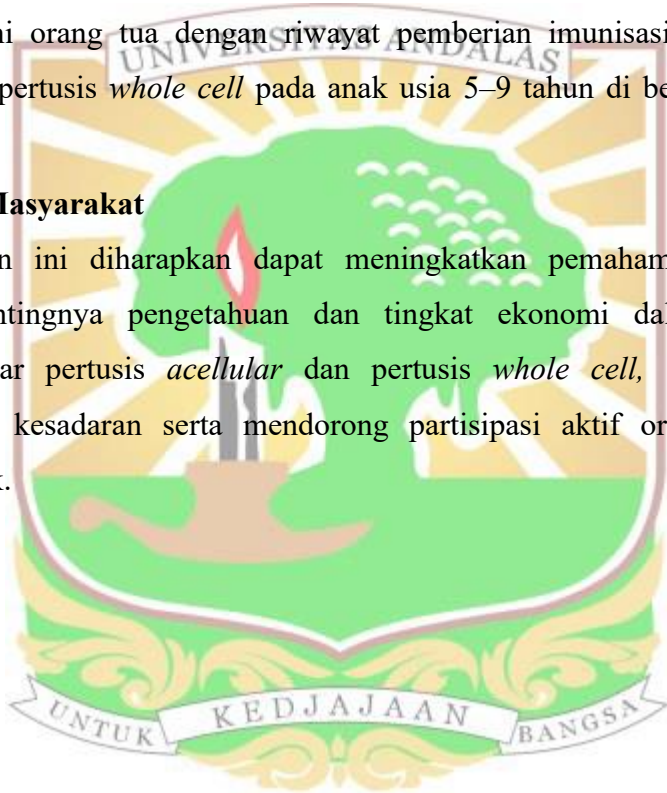 ni orang tua dengan riwayat pemberian imunisasi
UNIVERSITAS ANDALAS
pertusis whole cell pada anak usia 5–9 tahun di be
Masyarakat
n ini diharapkan dapat meningkatkan pemaham
ntingnya pengetahuan dan tingkat ekonomi da
ar pertusis acellular dan pertusis whole cell,
kesadaran serta mendorong partisipasi aktif or
k.
UNTUK KEDJAJAAN BANGSA